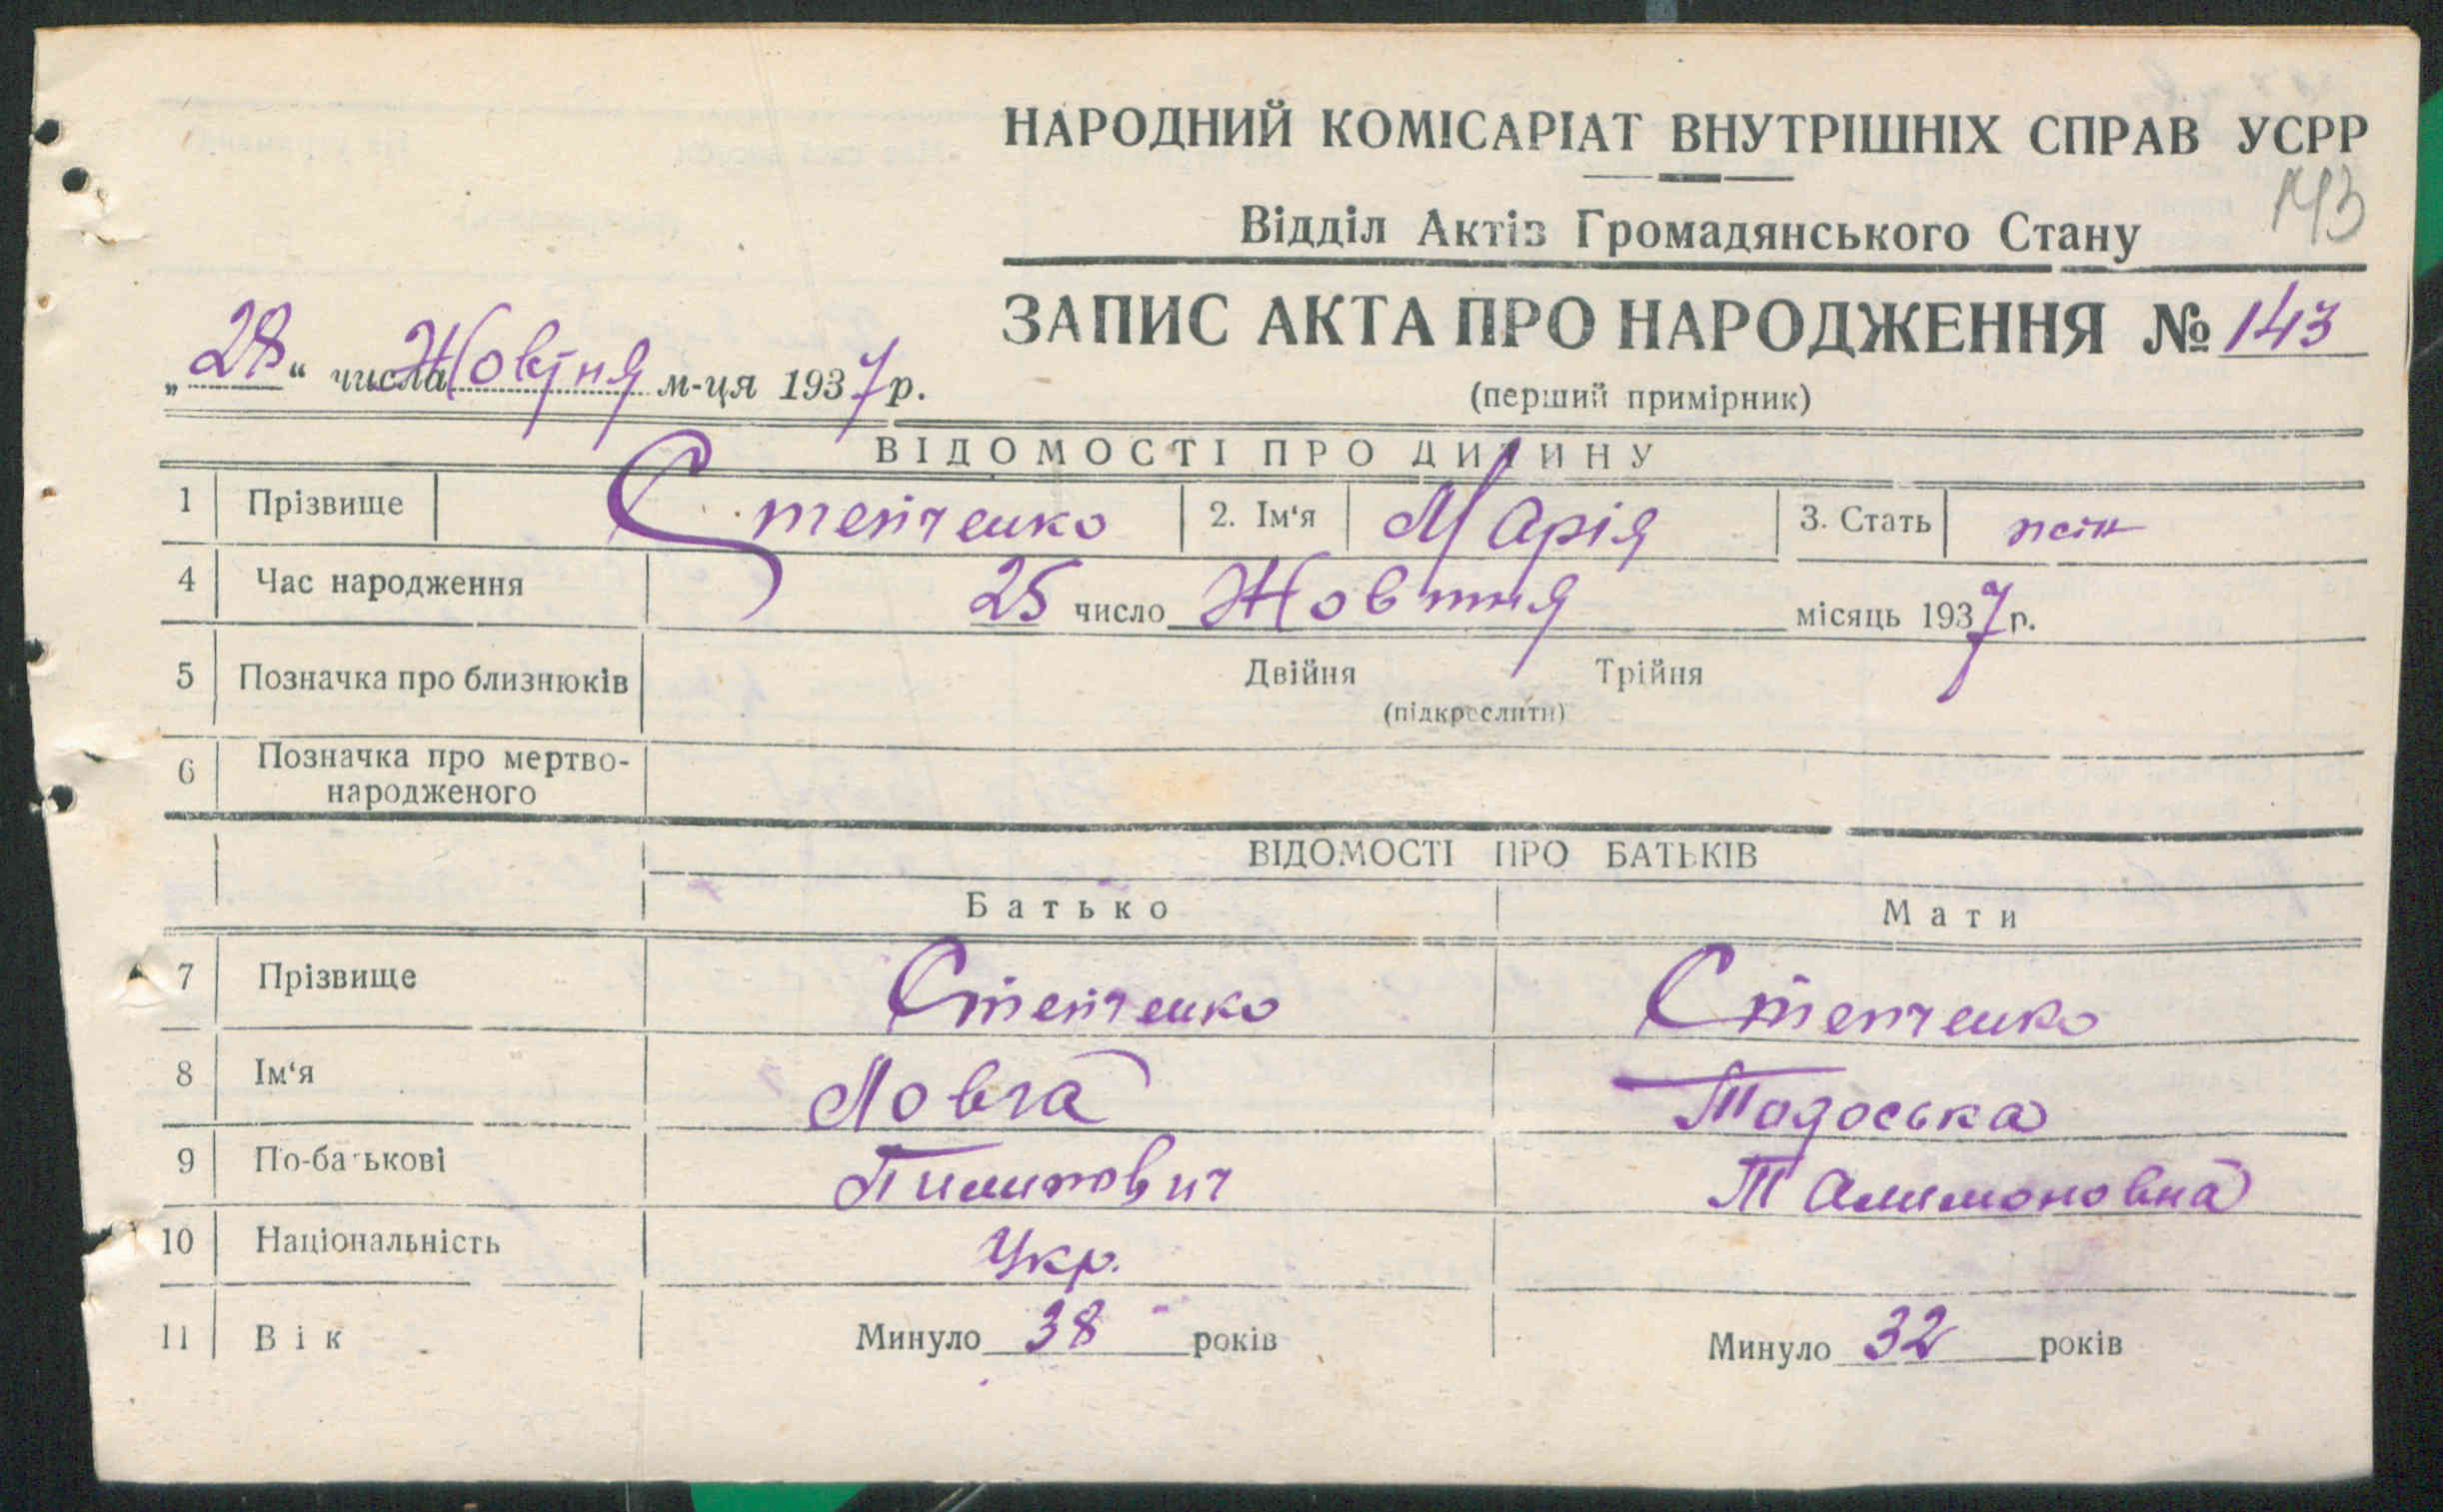 НАРОДНИЙ КОМІСАРІАТ ВНУТРІШНІХ СПРАВ УСРР
143
Відділ Актів Громадянського Стану
ЗАПИС АКТА ПРО НАРОДЖЕННЯ № 143
„28“ числа Жовтня м-ця 1937 р.
(перший примірник)
ВІДОМОСТІ ПРО ДИТИНУ
1 Прізвище Степченко 2. Ім'я Марія 3. Стать жін
4 Час народження 25 число Жовтня місяць 1937 р.
5 Позначка про близнюків Двійня Трійня
(підкреслити)
6 Позначка про мертво-
народженого
ВІДОМОСТІ ПРО БАТЬКІВ
Батько Мати
7 Прізвище Степченко Степченко
8 Ім'я Тодоська
9 По-батькові Пилипович
10 Національність Укр.
11 Вік Минуло 38 років Минуло 32 років